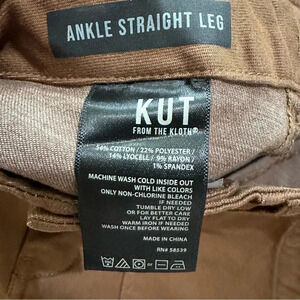 ANKLE STRAIGHT LEG
KUT
FROM THE KLOTH®
54% COTTON / 22% POLYESTER /
14% LYOCELL / 9% RAYON /
1% SPANDEX
MACHINE WASH COLD INSIDE OUT
WITH LIKE COLORS
ONLY NON-CHLORINE BLEACH
IF NEEDED
TUMBLE DRY LOW
OR FOR BETTER CARE
LAY FLAT TO DRY
WARM IRON IF NEEDED
WASH ONCE BEFORE WEARING
MADE IN CHINA
RN# 58539
or